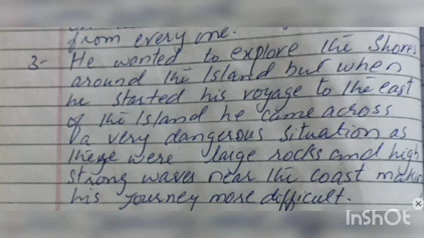 from every one.
3- He wanted to explore the Shores
around the Island but when
he started his voyage to the east
of the Island he came across
a very dangerous situation as
there were large rocks and high
strong waves near the coast making
his journey more difficult.
InShOt